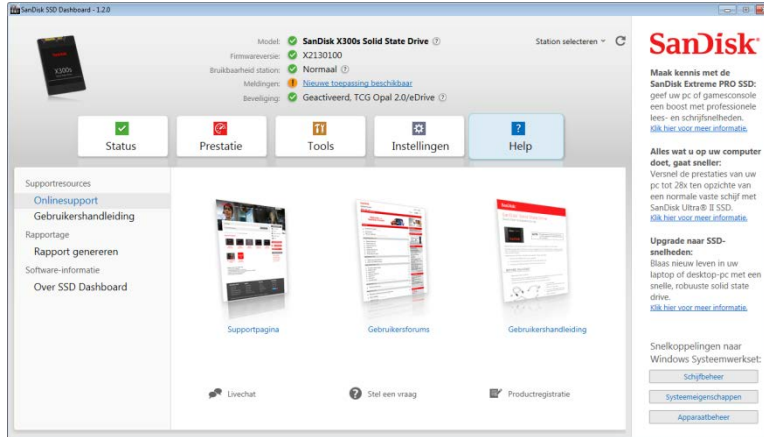 SanDisk SSD Dashboard - 1.2.0
Model: SanDisk X300s Solid State Drive ?
Firmwareversie: X2130100
Bruikbaarheid station: Normaal ?
Meldingen: ! Nieuwe toepassing beschikbaar
Beveiliging: Geactiveerd, TCG Opal 2.0/eDrive ?
Station selecteren
X300s
Status
Prestatie
Tools
Instellingen
?
Help
Supportresources
Onlinesupport
Gebruikershandleiding
Rapportage
Rapport genereren
Software-informatie
Over SSD Dashboard
Supportpagina
Gebruikersforums
Gebruikershandleiding
Livechat
? Stel een vraag
Productregistratie
SanDisk®
Maak kennis met de
SanDisk Extreme PRO SSD:
geef uw pc of gamesconsole
een boost met professionele
lees- en schrijfsnelheden.
Klik hier voor meer informatie.
Alles wat u op uw computer
doet, gaat sneller:
Versnel de prestaties van uw
pc tot 28x ten opzichte van
een normale vaste schijf met
SanDisk Ultra® II SSD.
Klik hier voor meer informatie.
Upgrade naar SSD-
snelheden:
Blaas nieuw leven in uw
laptop of desktop-pc met een
snelle, robuuste solid state
drive.
Klik hier voor meer informatie.
Snelkoppelingen naar
Windows Systeemwerkset:
Schijfbeheer
Systeemeigenschappen
Apparaatbeheer